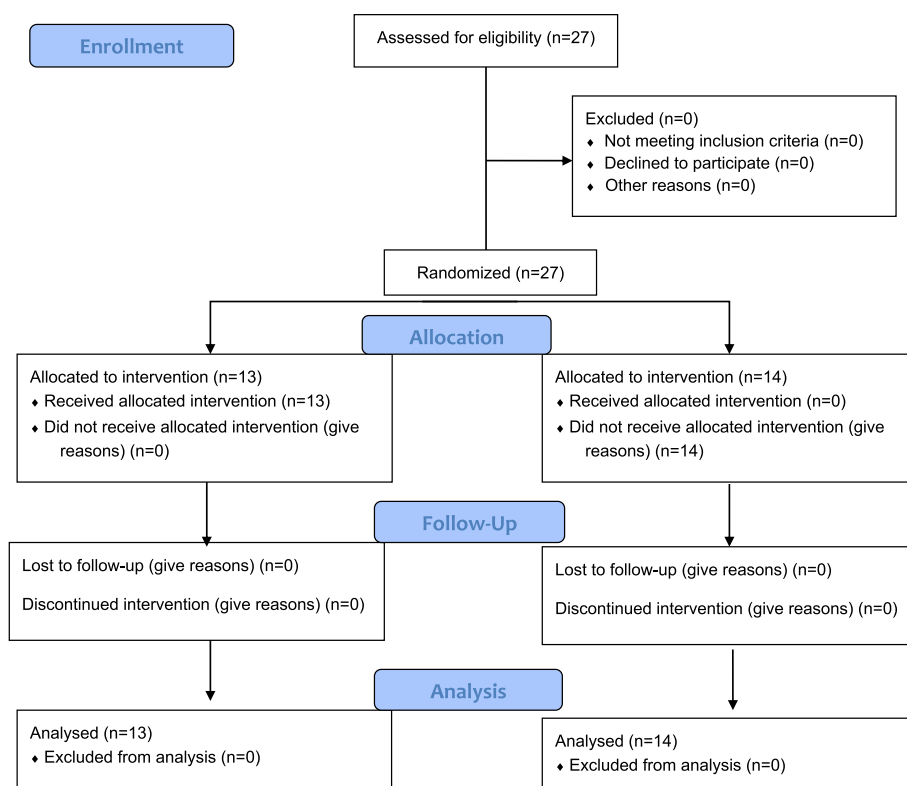 Enrollment
Assessed for eligibility (n=27)
Excluded (n=0)
♦ Not meeting inclusion criteria (n=0)
♦ Declined to participate (n=0)
♦ Other reasons (n=0)
Randomized (n=27)
Allocation
Allocated to intervention (n=13)
♦ Received allocated intervention (n=13)
♦ Did not receive allocated intervention (give
reasons) (n=0)
Allocated to intervention (n=14)
♦ Received allocated intervention (n=0)
♦ Did not receive allocated intervention (give
reasons) (n=14)
Follow-Up
Lost to follow-up (give reasons) (n=0)
Discontinued intervention (give reasons) (n=0)
Lost to follow-up (give reasons) (n=0)
Discontinued intervention (give reasons) (n=0)
Analysis
Analysed (n=13)
♦ Excluded from analysis (n=0)
Analysed (n=14)
♦ Excluded from analysis (n=0)